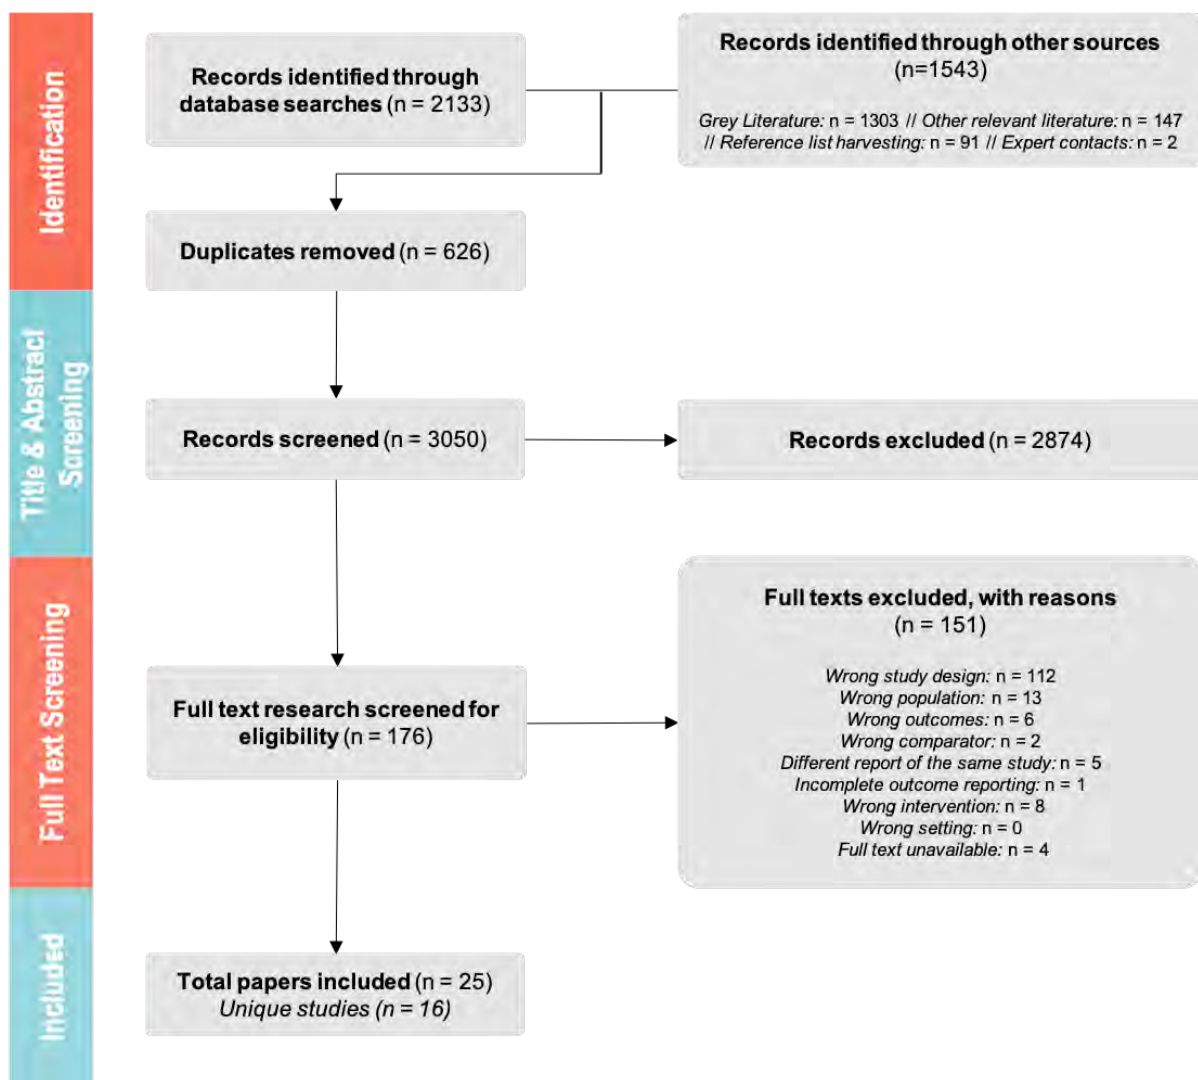 Identification
Records identified through
database searches (n = 2133)
Records identified through other sources
(n=1543)
Grey Literature: n = 1303 // Other relevant literature: n = 147
// Reference list harvesting: n = 91 // Expert contacts: n = 2
Duplicates removed (n = 626)
Title & Abstract
Screening
Records screened (n = 3050)
Records excluded (n = 2874)
Full Text Screening
Full text research screened for
eligibility (n = 176)
Full texts excluded, with reasons
(n = 151)
Wrong study design: n = 112
Wrong population: n = 13
Wrong outcomes: n = 6
Wrong comparator: n = 2
Different report of the same study: n = 5
Incomplete outcome reporting: n = 1
Wrong intervention: n = 8
Wrong setting: n = 0
Full text unavailable: n = 4
Included
Total papers included (n = 25)
Unique studies (n = 16)